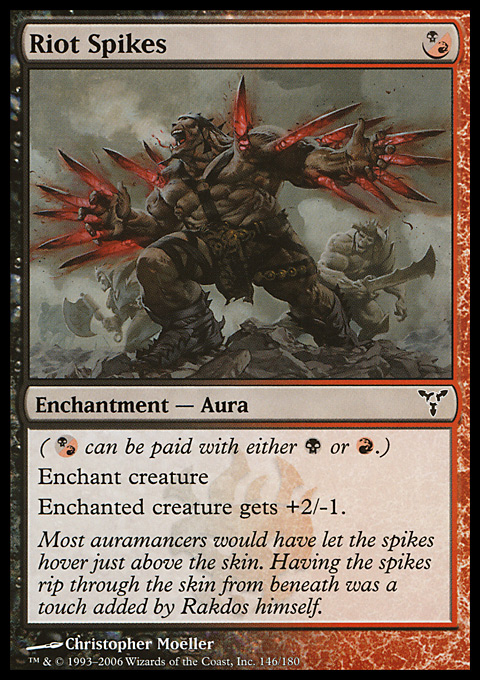 Riot Spikes
Enchantment — Aura
( can be paid with either or .)
Enchant creature
Enchanted creature gets +2/-1.
Most auramancers would have let the spikes
hover just above the skin. Having the spikes
rip through the skin from beneath was a
touch added by Rakdos himself.
Christopher Moeller
™ & © 1993–2006 Wizards of the Coast, Inc. 146/180